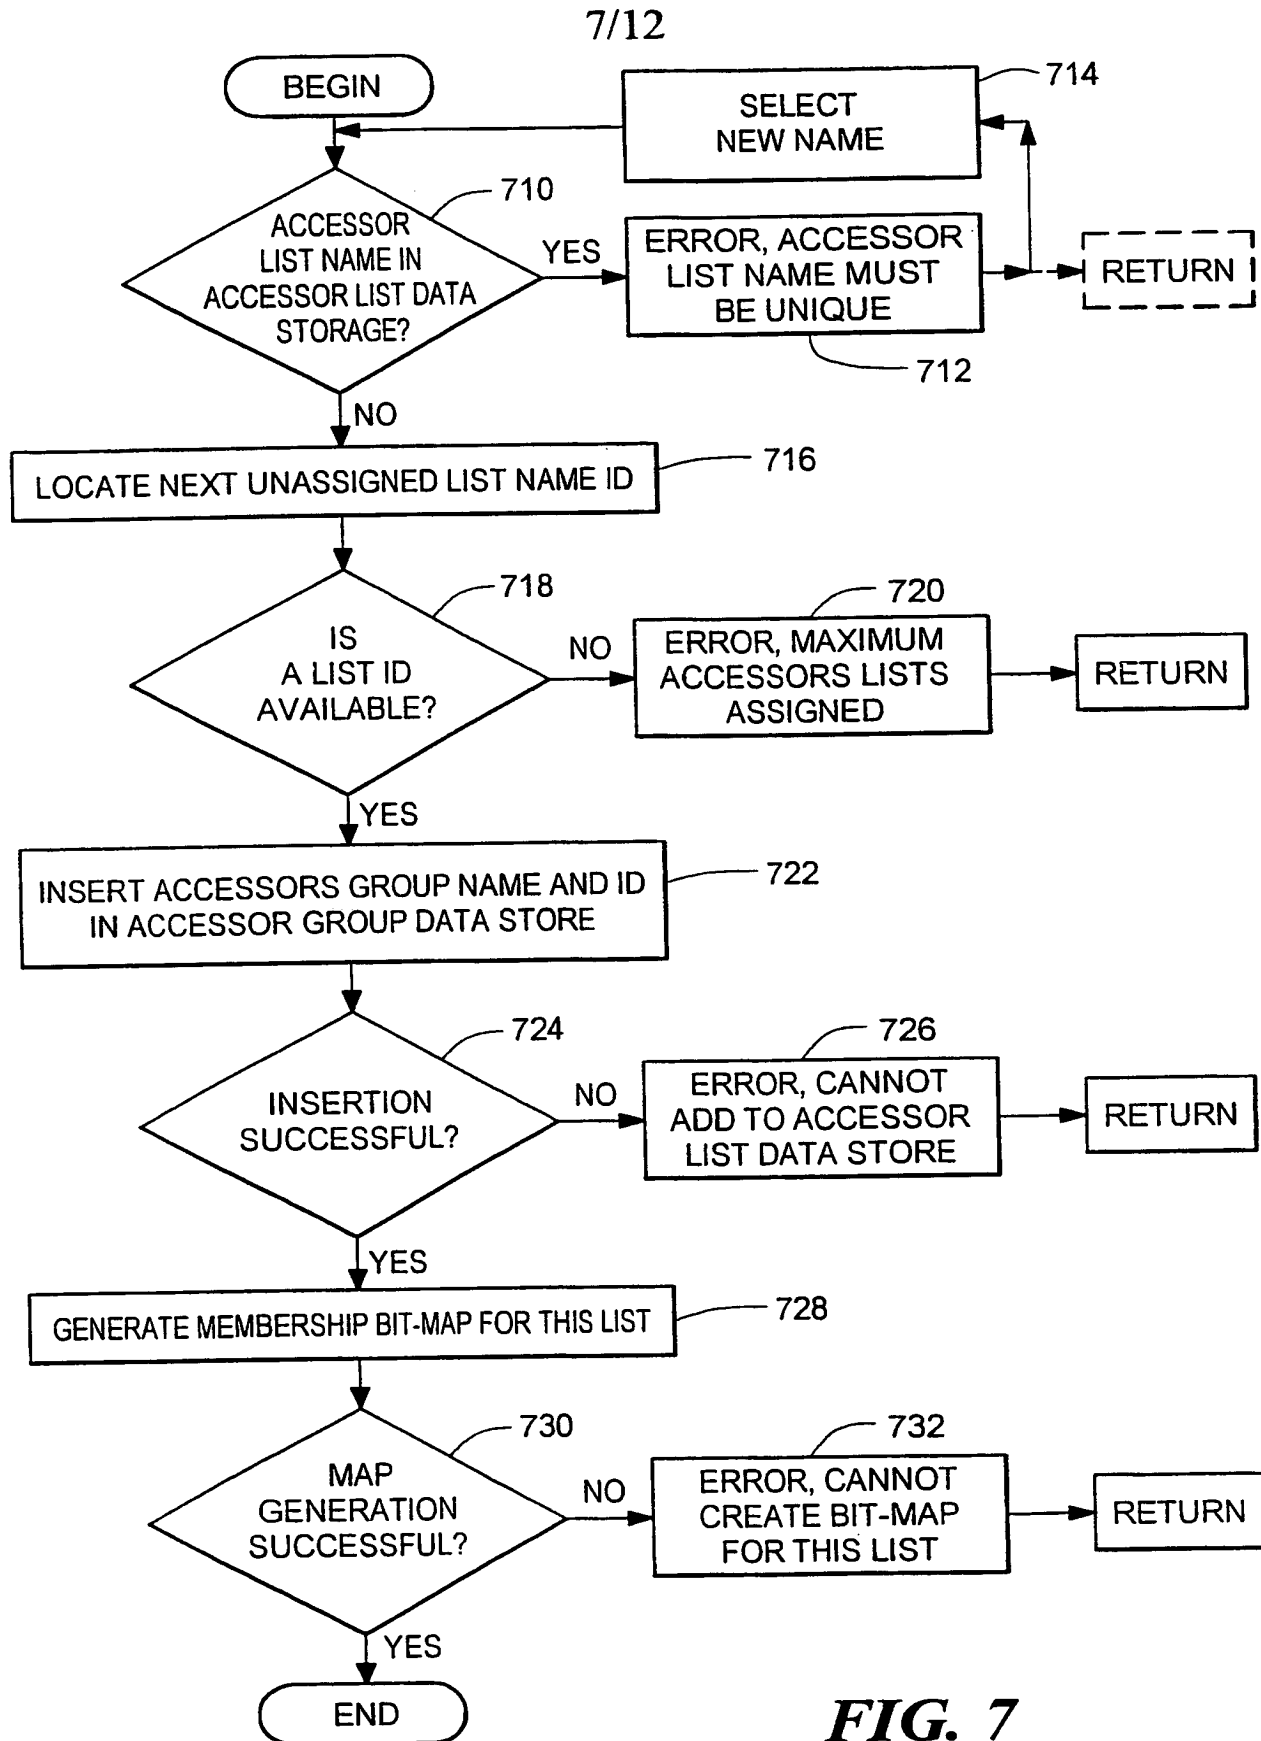 7/12
BEGIN
SELECT
NEW NAME
714
710
ACCESSOR
LIST NAME IN
ACCESSOR LIST DATA
STORAGE?
YES
ERROR, ACCESSOR
LIST NAME MUST
BE UNIQUE
RETURN
712
NO
LOCATE NEXT UNASSIGNED LIST NAME ID
716
718
IS
A LIST ID
AVAILABLE?
NO
720
ERROR, MAXIMUM
ACCESSORS LISTS
ASSIGNED
RETURN
YES
INSERT ACCESSORS GROUP NAME AND ID
IN ACCESSOR GROUP DATA STORE
722
724
INSERTION
SUCCESSFUL?
NO
726
ERROR, CANNOT
ADD TO ACCESSOR
LIST DATA STORE
RETURN
YES
GENERATE MEMBERSHIP BIT-MAP FOR THIS LIST
728
730
MAP
GENERATION
SUCCESSFUL?
NO
732
ERROR, CANNOT
CREATE BIT-MAP
FOR THIS LIST
RETURN
YES
END
FIG. 7